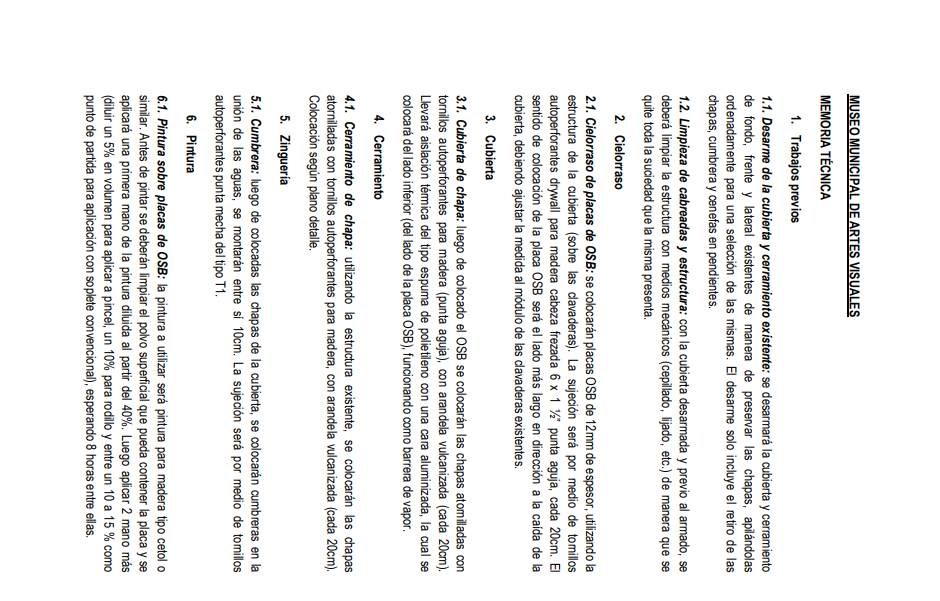 MUSEO MUNICIPAL DE ARTES VISUALES
MEMORIA TÉCNICA
1. Trabajos previos
1.1. Desarme de la cubierta y cerramiento existente: se desarmará la cubierta y cerramiento
de fondo, frente y lateral existentes de manera de preservar las chapas, apilándolas
ordenadamente para una selección de las mismas. El desarme solo incluye el retiro de las
chapas, cumbrera y cenefas en pendientes.
1.2. Limpieza de cabreadas y estructura: con la cubierta desarmada y previo al armado, se
deberá limpiar la estructura con medios mecánicos (cepillado, lijado, etc.) de manera que se
quite toda la suciedad que la misma presenta.
2. Cielorraso
2.1. Cielorraso de placas de OSB: se colocarán placas OSB de 12mm de espesor, utilizando la
estructura de la cubierta (sobre las clavaderas). La sujeción será por medio de tornillos
autoperforantes drywall para madera cabeza frezada 6 x 1 ½" punta aguja, cada 20cm. El
sentido de colocación de la placa OSB será el lado más largo en dirección a la caída de la
cubierta, debiendo ajustar la medida al módulo de las clavaderas existentes.
3. Cubierta
3.1. Cubierta de chapa: luego de colocado el OSB se colocarán las chapas atornilladas con
tornillos autoperforantes para madera (punta aguja), con arandela vulcanizada (cada 20cm).
Llevará aislación térmica del tipo espuma de polietileno con una cara aluminizada, la cual se
colocará del lado inferior (del lado de la placa OSB), funcionando como barrera de vapor.
4. Cerramiento
4.1. Cerramiento de chapa: utilizando la estructura existente, se colocarán las chapas
atornilladas con tornillos autoperforantes para madera, con arandela vulcanizada (cada 20cm).
Colocación según plano detalle.
5. Zinguería
5.1. Cumbrera: luego de colocadas las chapas de la cubierta, se colocarán cumbreras en la
unión de las aguas, se montarán entre sí 10cm. La sujeción será por medio de tornillos
autoperforantes punta mecha del tipo T1.
6. Pintura
6.1. Pintura sobre placas de OSB: la pintura a utilizar será pintura para madera tipo cetol o
similar. Antes de pintar se deberán limpiar el polvo superficial que pueda contener la placa y se
aplicará una primera mano de la pintura diluida al partir del 40%. Luego aplicar 2 mano más
(diluir un 5% en volumen para aplicar a pincel, un 10% para rodillo y entre un 10 a 15 % como
punto de partida para aplicación con soplete convencional), esperando 8 horas entre ellas.